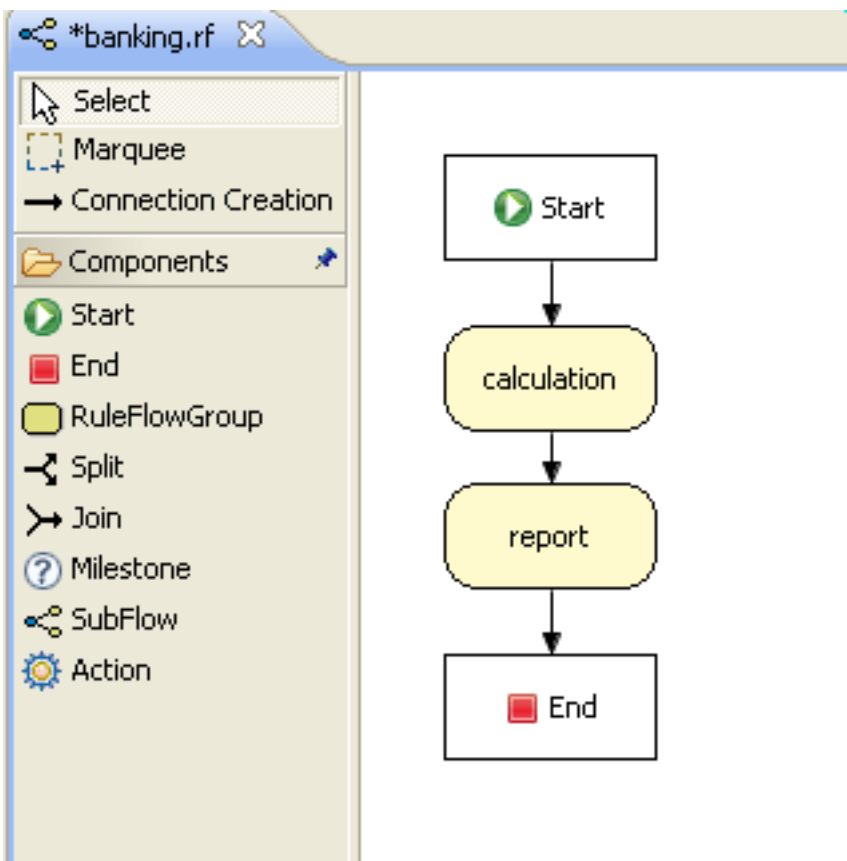 *banking.rf
Select
Marquee
Connection Creation
Components
Start
End
RuleFlowGroup
Split
Join
Milestone
SubFlow
Action
Start
calculation
report
End